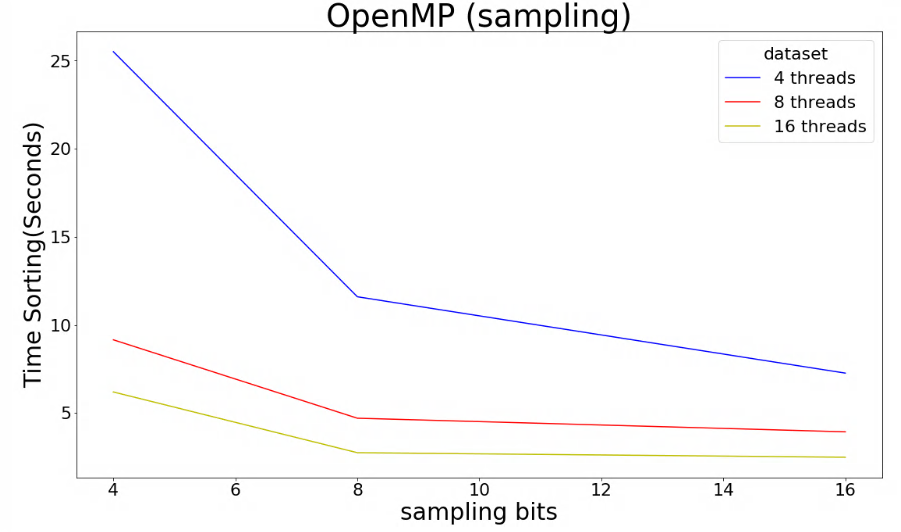 OpenMP (sampling)
dataset
4 threads
8 threads
16 threads
Time Sorting(Seconds)
25
20
15
10
5
4 6 8 10 12 14 16
sampling bits